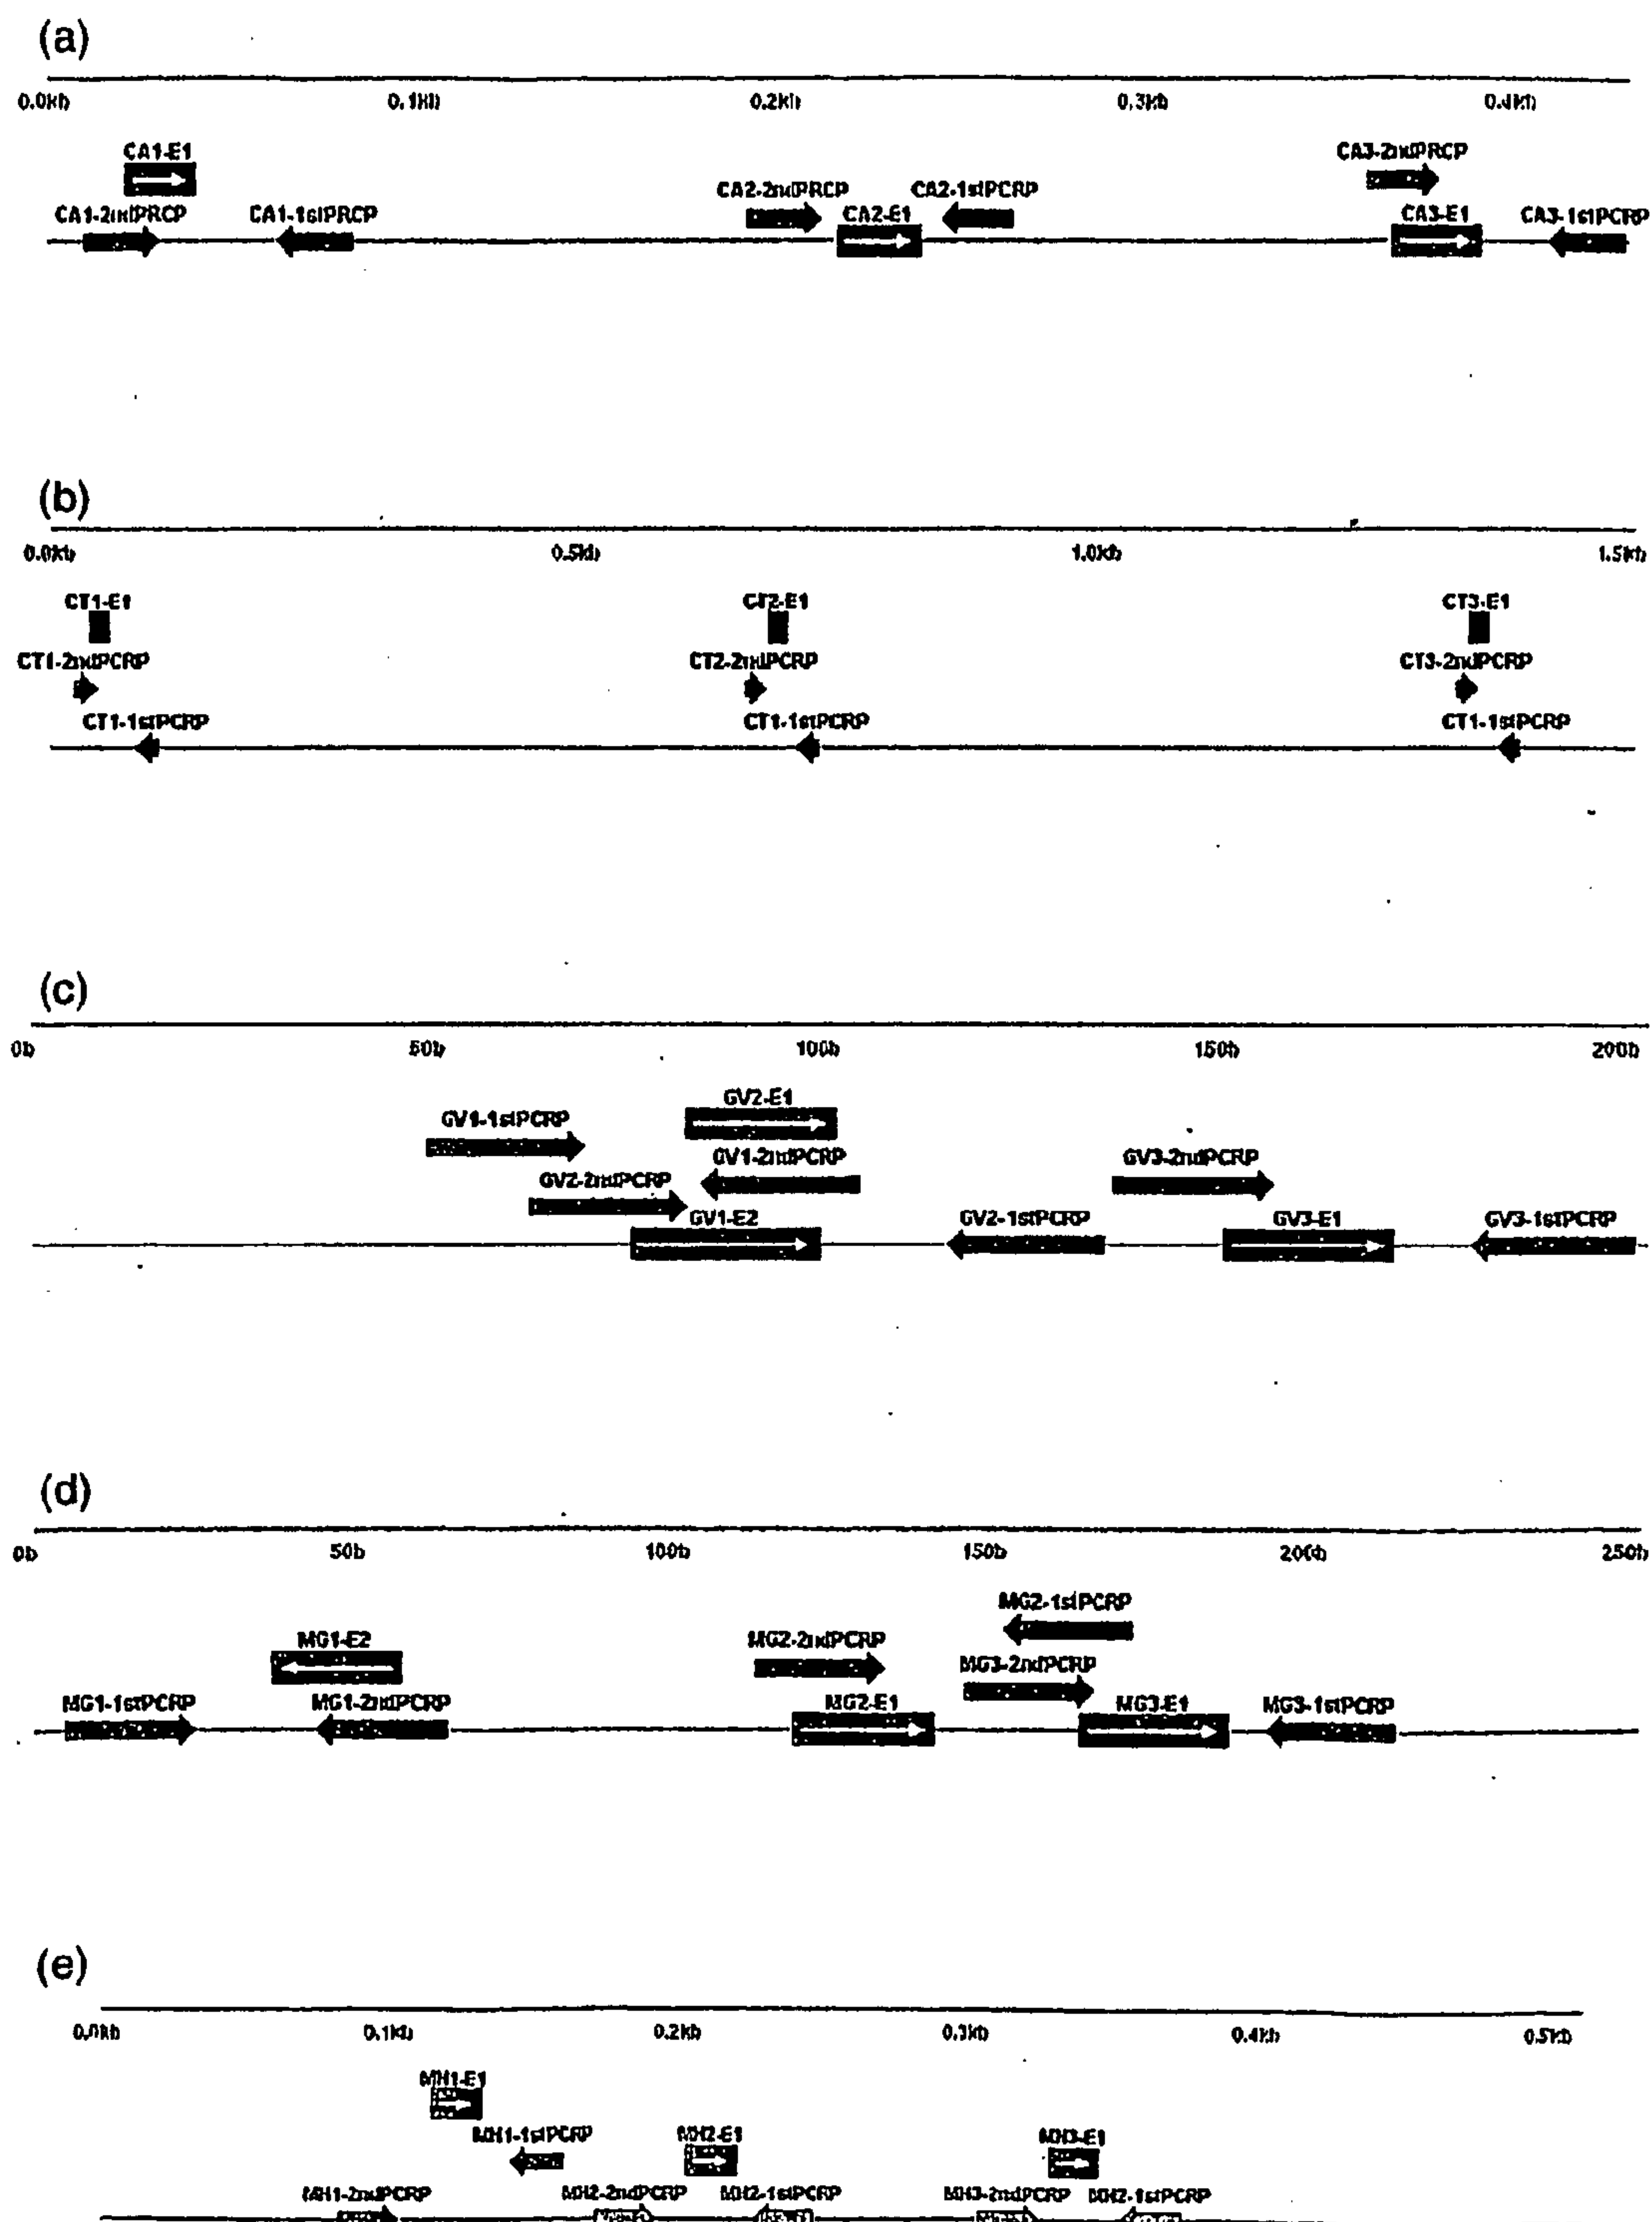 (a)
0.0kb 0.1kb 0.2kb 0.3kb 0.4kb
CA1-E1 CA3-2ndPRCP
CA2-2ndPRCP CA2-1stPCRP
CA1-2ndPRCP CA1-1stPRCP CA2-E1 CA3-E1 CA3-1stPCRP
(b)
0.0kb 0.5kb 1.0kb 1.5kb
CT1-E1 CT2-E1 CT3-E1
CT1-2ndPCRP CT2-2ndPCRP CT3-2ndPCRP
CT1-1stPCRP CT1-1stPCRP CT1-1stPCRP
(c)
0b 50b 100b 150b 200b
GV2-E1
GV1-1stPCRP
GV1-2ndPCRP GV3-2ndPCRP
GV2-2ndPCRP
GV1-E2 GV2-1stPCRP GV3-E1 GV3-1stPCRP
(d)
0b 50b 100b 150b 200b 250b
MG2-1stPCRP
MG1-E2 MG2-2ndPCRP
MG3-2ndPCRP
MG1-1stPCRP MG1-2ndPCRP MG2-E1 MG3-E1 MG3-1stPCRP
(e)
0.0kb 0.1kb 0.2kb 0.3kb 0.4kb 0.5kb
MH1-E1
MH1-1stPCRP MH2-E1 MH3-E1
MH1-2ndPCRP MH2-2ndPCRP MH2-1stPCRP MH3-2ndPCRP MH2-1stPCRP